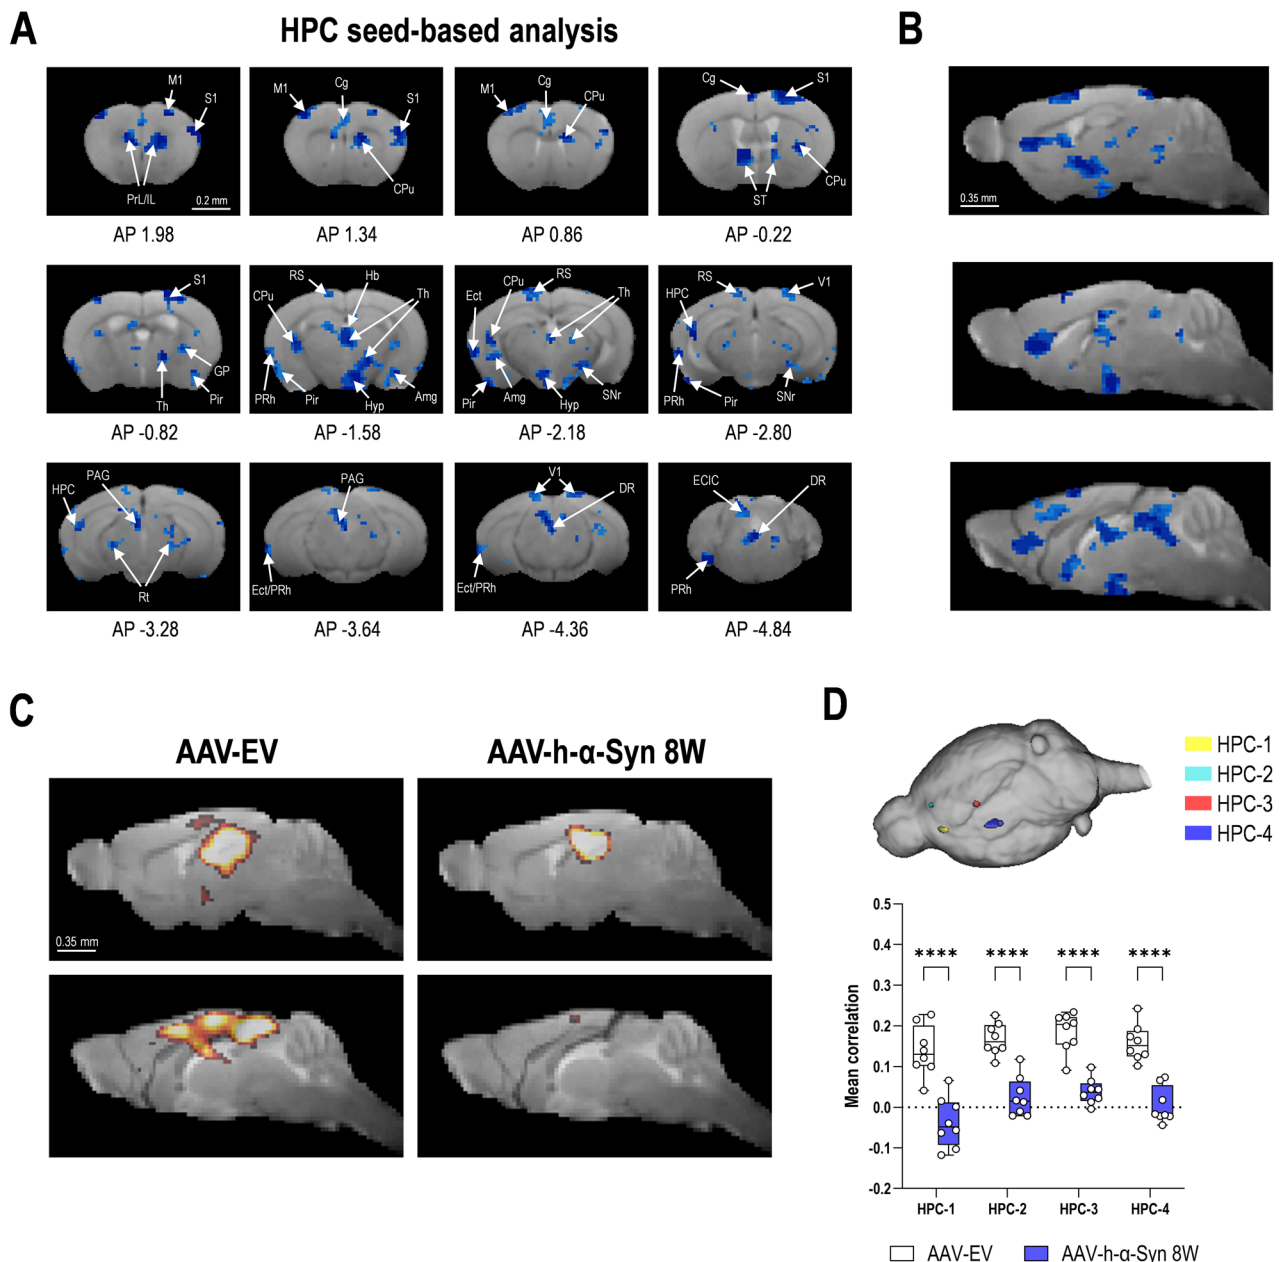 A
HPC seed-based analysis
B
M1
S1
PrL/IL
0.2 mm
AP 1.98
M1
Cg
S1
CPu
AP 1.34
M1
Cg
CPu
AP 0.86
Cg
S1
CPu
ST
AP -0.22
0.35 mm
S1
GP
Th
Pir
AP -0.82
RS
Hb
CPu
Th
PRh
Pir
Hyp
Amg
AP -1.58
RS
CPu
Ect
Th
Pir
Amg
Hyp
SNr
AP -2.18
RS
V1
HPC
SNr
PRh
Pir
AP -2.80
PAG
HPC
Rt
AP -3.28
PAG
Ect/PRh
AP -3.64
V1
DR
Ect/PRh
AP -4.36
ECIC
DR
PRh
AP -4.84
C
AAV-EV
AAV-h-α-Syn 8W
0.35 mm
D
HPC-1
HPC-2
HPC-3
HPC-4
Mean correlation
0.5
0.4
0.3
0.2
0.1
0.0
-0.1
-0.2
**** **** **** ****
HPC-1 HPC-2 HPC-3 HPC-4
AAV-EV AAV-h-α-Syn 8W